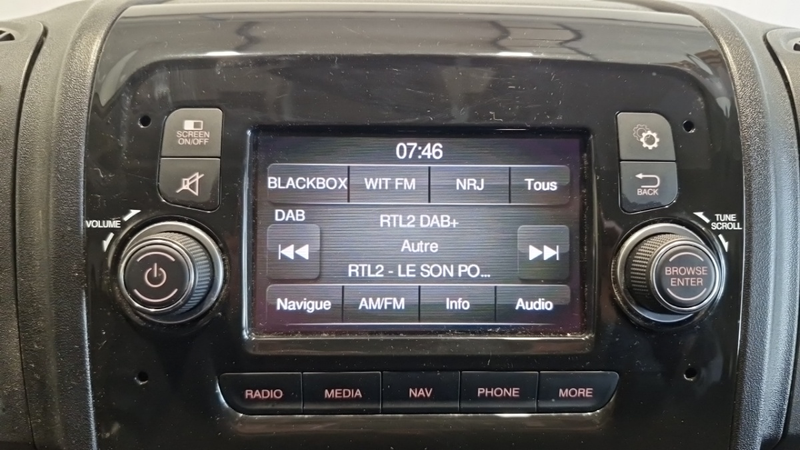 SCREEN
ON/OFF
VOLUME
07:46
BLACKBOX WIT FM NRJ Tous
DAB
RTL2 DAB+
Autre
RTL2 - LE SON PO...
Navigue AM/FM Info Audio
BACK
TUNE
SCROLL
BROWSE
ENTER
RADIO MEDIA NAV PHONE MORE